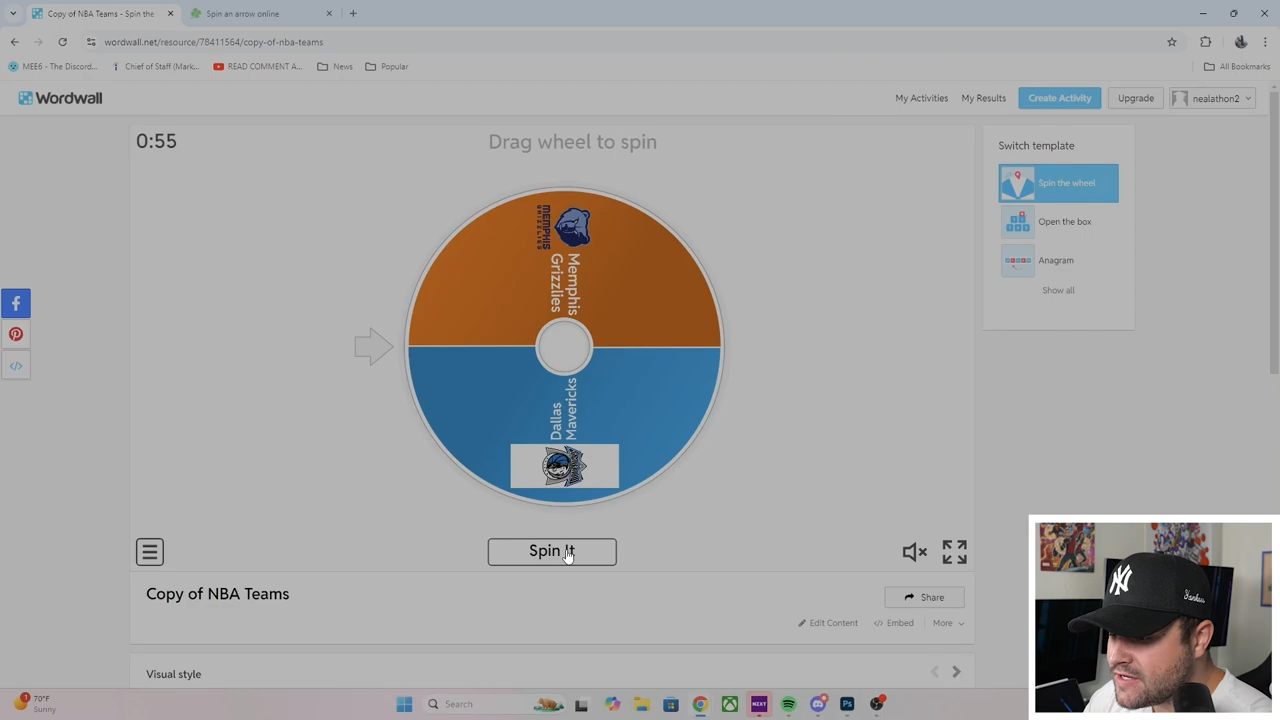 Copy of NBA Teams - Spin the
Spin an arrow online
wordwall.net/resource/78411564/copy-of-nba-teams
MEE6 - The Discord...
Chief of Staff (Mark...
READ COMMENT A...
News
Popular
All Bookmarks
Wordwall
My Activities
My Results
Create Activity
Upgrade
nealathon2
0:55
Drag wheel to spin
Switch template
Spin the wheel
Open the box
Anagram
Show all
MEMPHIS
GRIZZLIES
Memphis
Grizzlies
Dallas
Mavericks
Spin It
Copy of NBA Teams
Share
Edit Content
Embed
More
Visual style
70°F
Sunny
Search
NY
Yankees